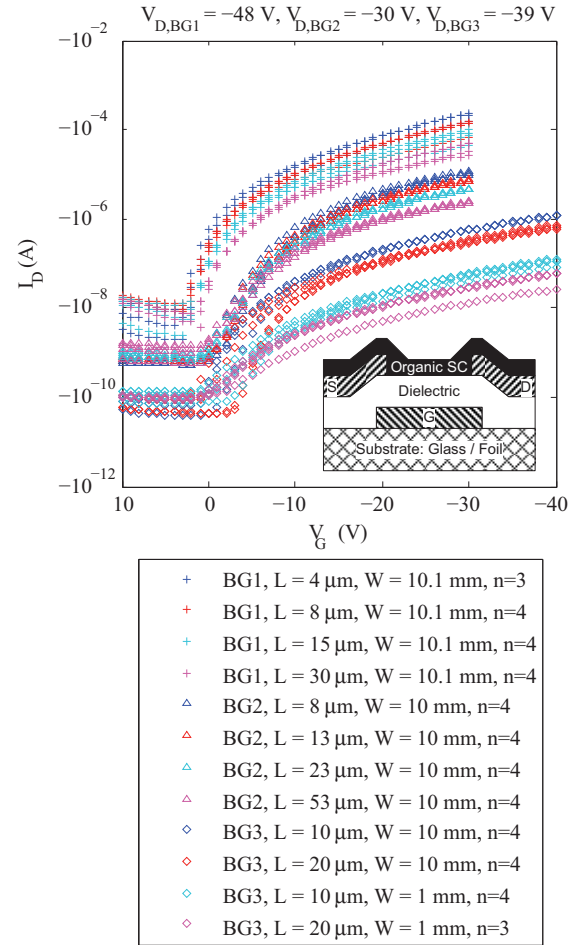 V_D,BG1 = −48 V, V_D,BG2 = −30 V, V_D,BG3 = −39 V
−10^−2
−10^−4
−10^−6
−10^−8
−10^−10
−10^−12
I_D (A)
10 0 −10 −20 −30 −40
V_G (V)
Organic SC
S D
Dielectric
G
Substrate: Glass / Foil
BG1, L = 4 μm, W = 10.1 mm, n=3
BG1, L = 8 μm, W = 10.1 mm, n=4
BG1, L = 15 μm, W = 10.1 mm, n=4
BG1, L = 30 μm, W = 10.1 mm, n=4
BG2, L = 8 μm, W = 10 mm, n=4
BG2, L = 13 μm, W = 10 mm, n=4
BG2, L = 23 μm, W = 10 mm, n=4
BG2, L = 53 μm, W = 10 mm, n=4
BG3, L = 10 μm, W = 10 mm, n=4
BG3, L = 20 μm, W = 10 mm, n=4
BG3, L = 10 μm, W = 1 mm, n=4
BG3, L = 20 μm, W = 1 mm, n=3